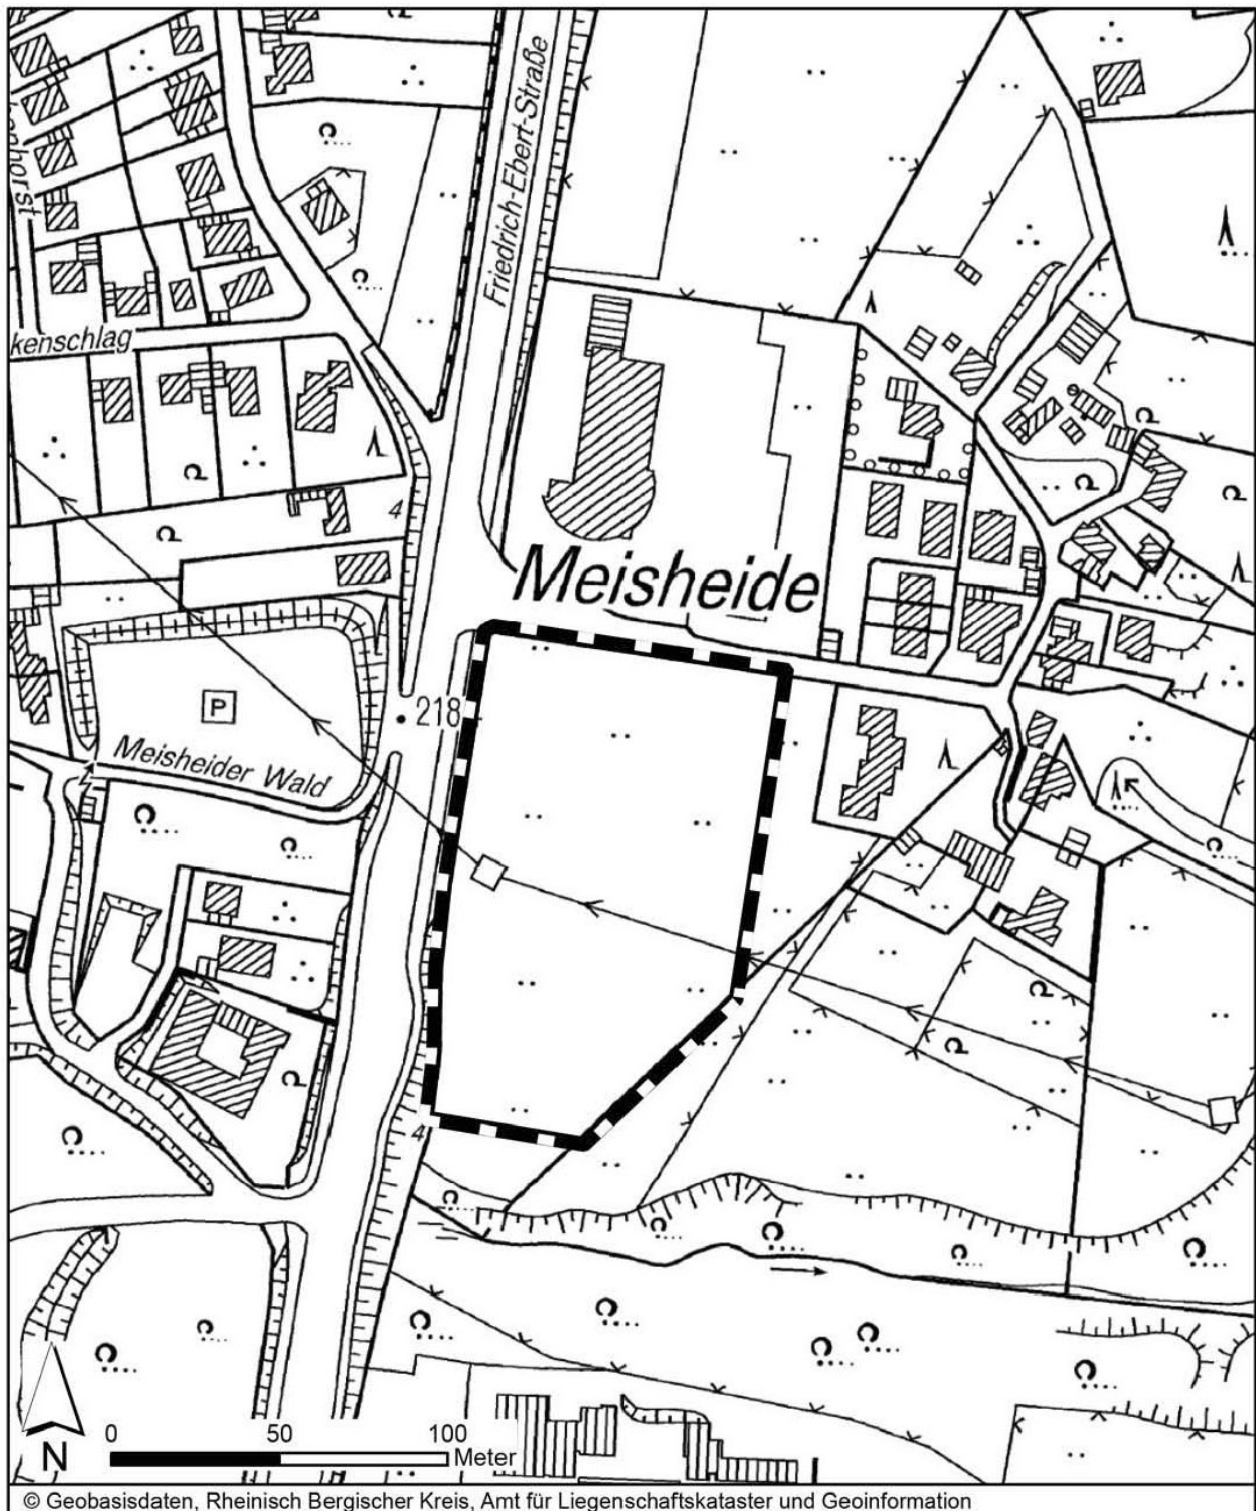 Friedrich-Ebert-Straße
kenschlag
4
Meisheide
218
P
Meisheider Wald
4
0 50 100
Meter
N
© Geobasisdaten, Rheinisch Bergischer Kreis, Amt für Liegenschaftskataster und Geoinformation